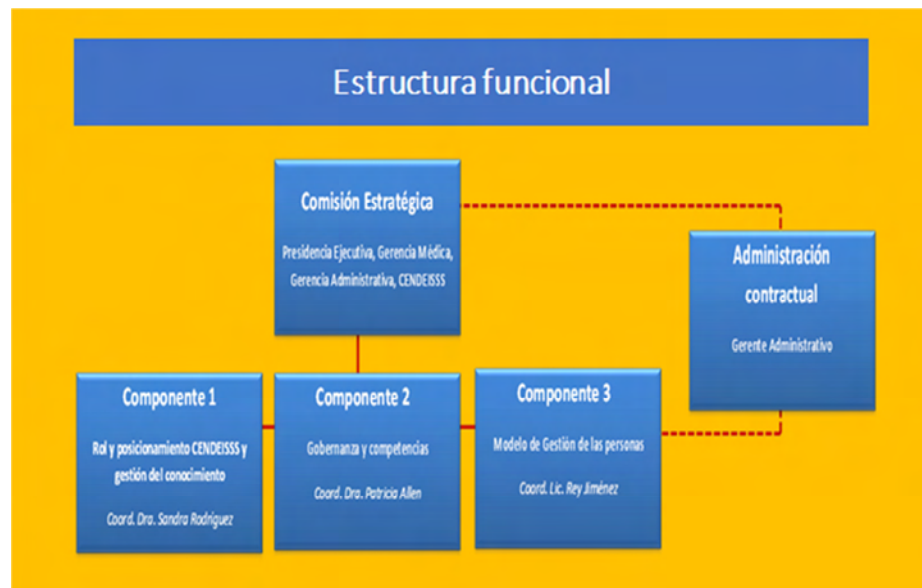 Estructura funcional
Comisión Estratégica
Presidencia Ejecutiva, Gerencia Médica,
Gerencia Administrativa, CENDEISSS
Administración
contractual
Gerente Administrativo
Componente 1
Rol y posicionamiento CENDEISSS y
gestión del conocimiento
Coord. Dra. Sandra Rodríguez
Componente 2
Gobernanza y competencias
Coord. Dra. Patricia Allen
Componente 3
Modelo de Gestión de las personas
Coord. Lic. Rey Jiménez